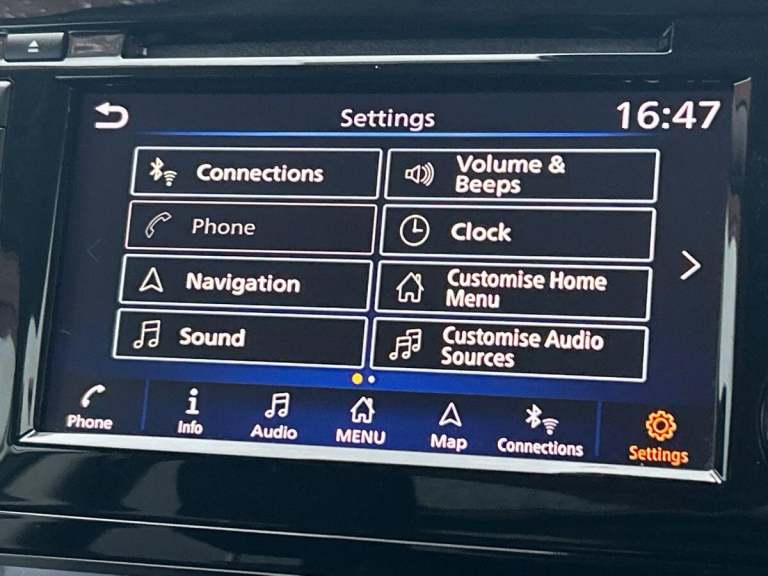 Settings
16:47
Connections
Volume &
Beeps
Phone
Clock
Navigation
Customise Home
Menu
Sound
Customise Audio
Sources
Phone
Info
Audio
MENU
Map
Connections
Settings